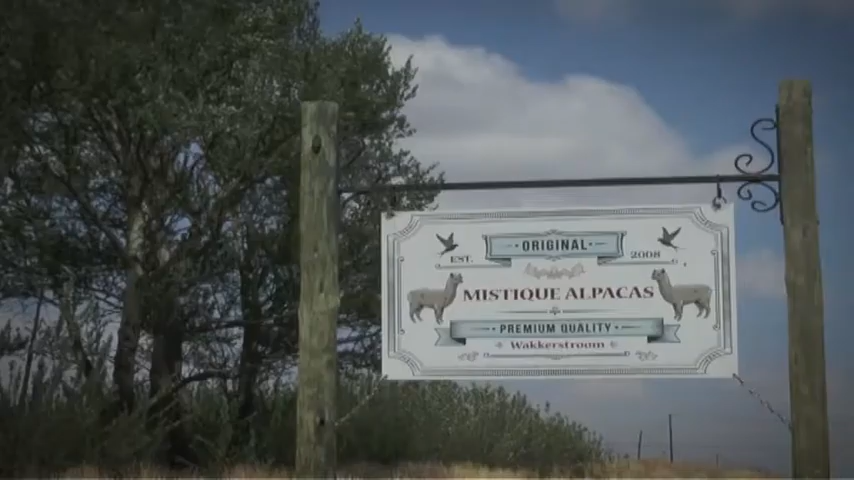 ORIGINAL
EST. 2008
MISTIQUE ALPACAS
PREMIUM QUALITY
Wakkerstroom